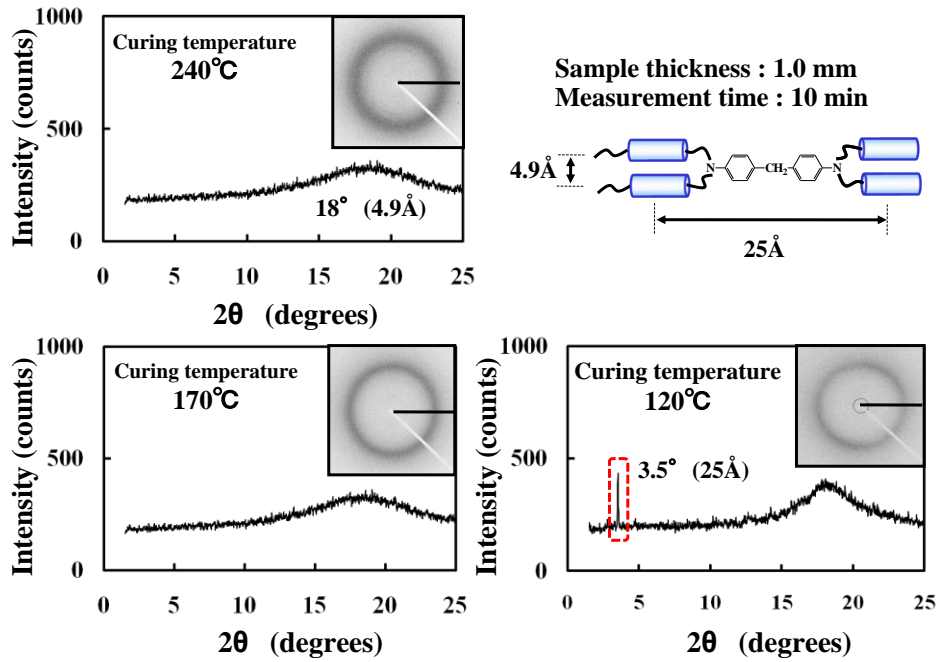 1000
500
0
Intensity (counts)
Curing temperature
240℃
18° (4.9Å)
0 5 10 15 20 25
2θ (degrees)
Sample thickness : 1.0 mm
Measurement time : 10 min
4.9Å
N
CH2
N
25Å
1000
500
0
Intensity (counts)
Curing temperature
170℃
0 5 10 15 20 25
2θ (degrees)
1000
500
0
Intensity (counts)
Curing temperature
120℃
3.5° (25Å)
0 5 10 15 20 25
2θ (degrees)